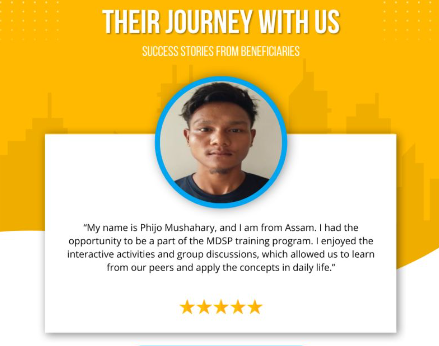 THEIR JOURNEY WITH US
SUCCESS STORIES FROM BENEFICIARIES
“My name is Phijo Mushahary, and I am from Assam. I had the
opportunity to be a part of the MDSP training program. I enjoyed the
interactive activities and group discussions, which allowed us to learn
from our peers and apply the concepts in daily life.”